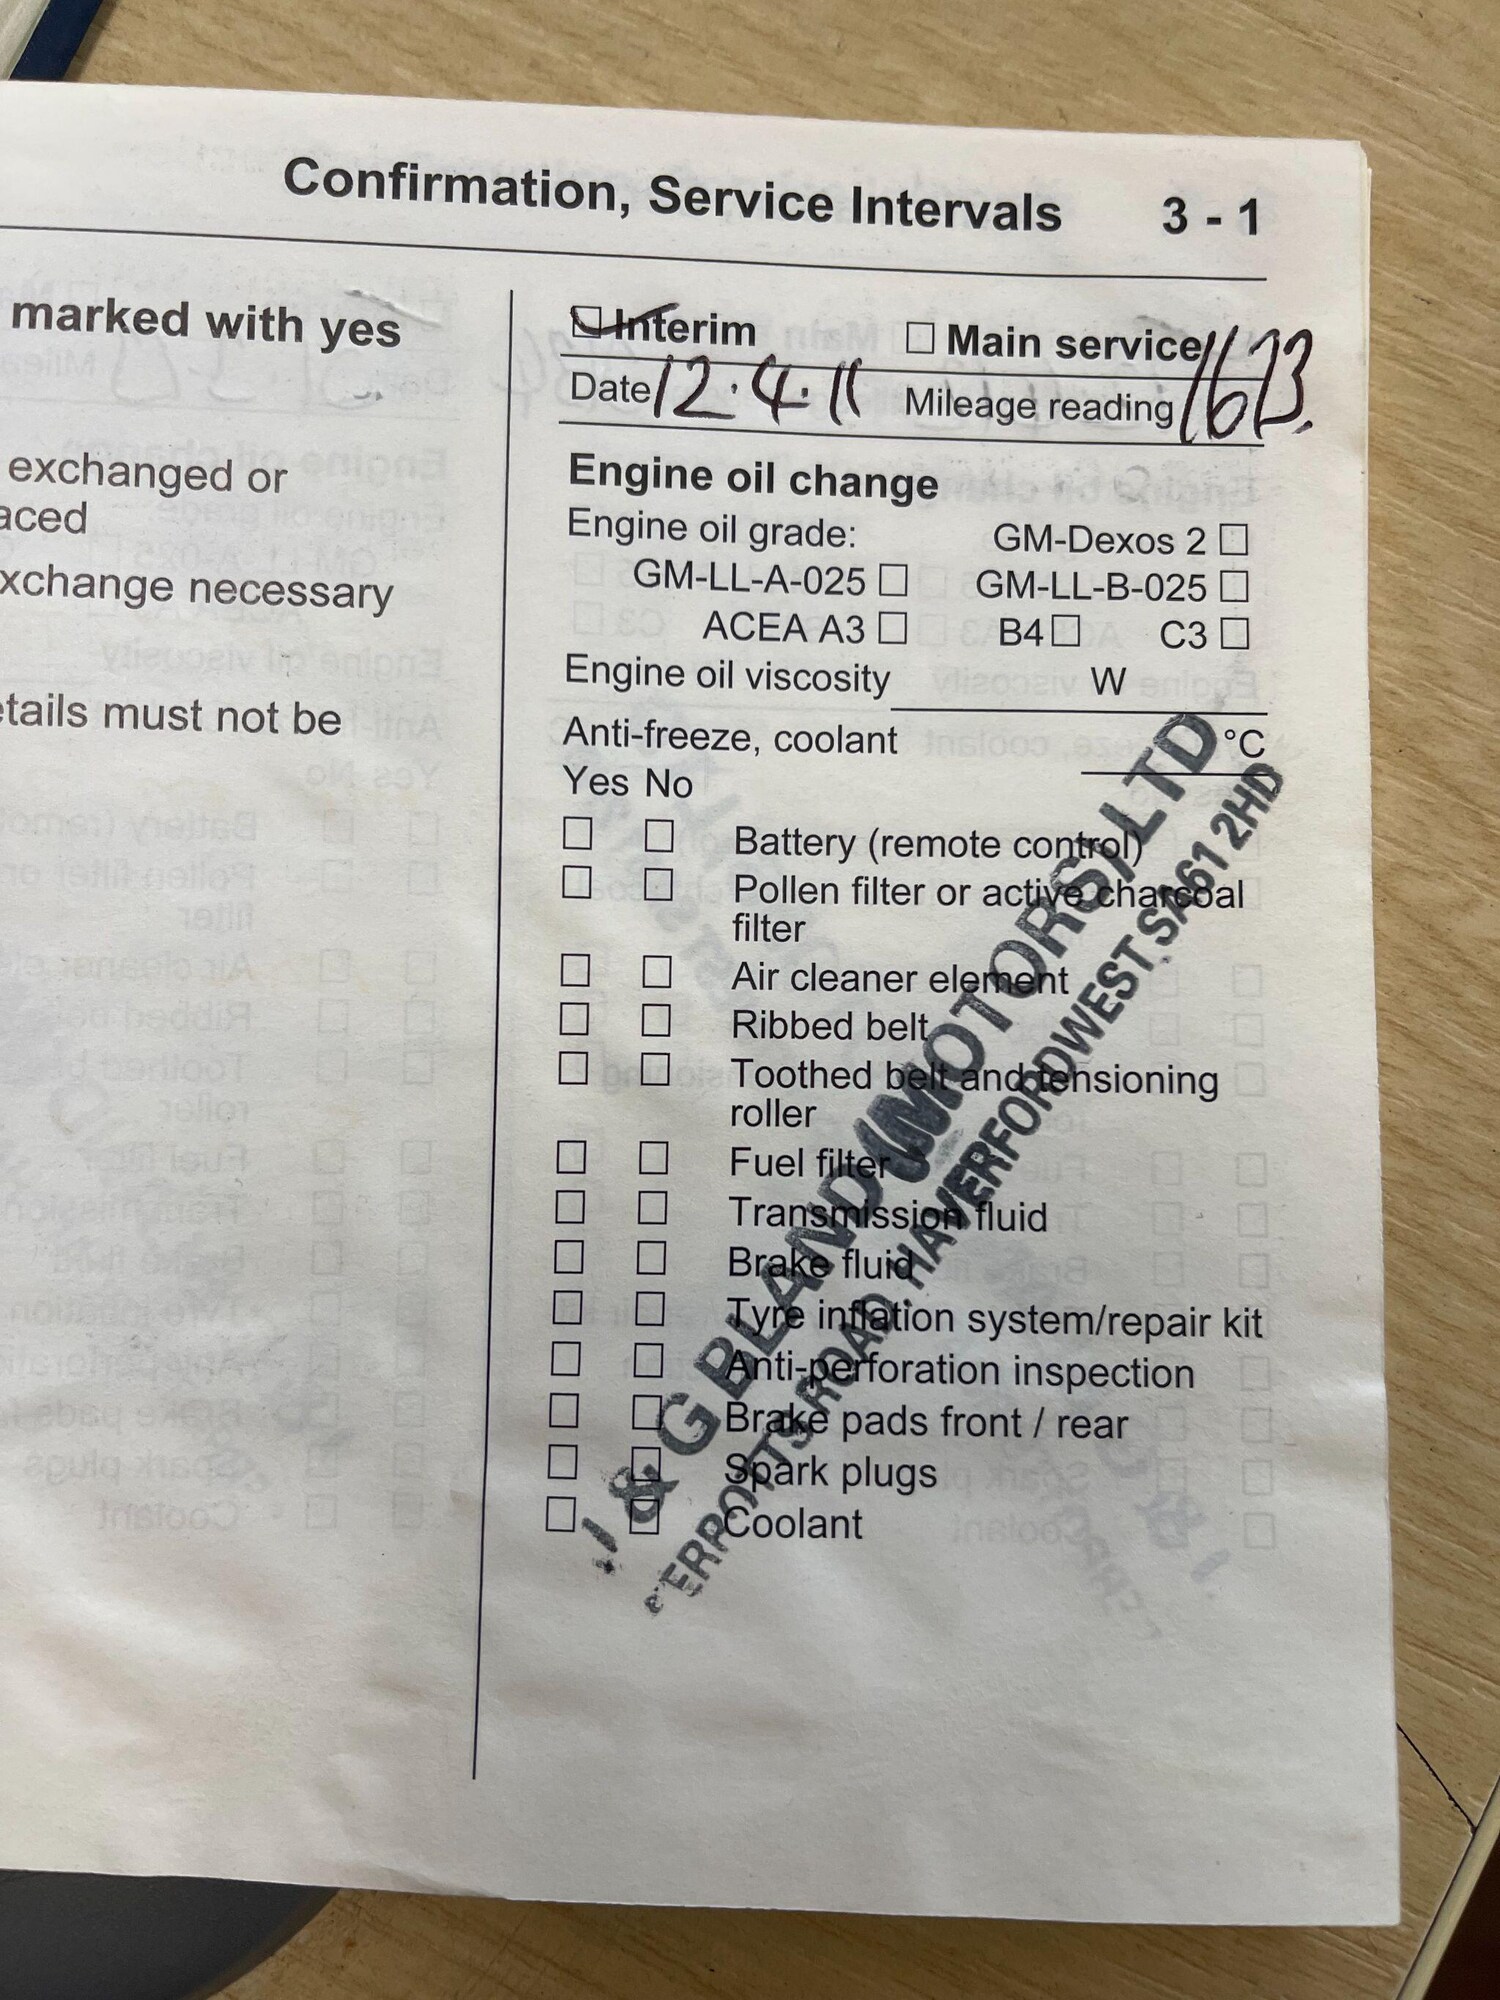 Confirmation, Service Intervals 3 - 1
marked with yes
exchanged or
aced
xchange necessary
etails must not be
☐ Interim ☐ Main service
Date 12.4.11 Mileage reading
Engine oil change
Engine oil grade: GM-Dexos 2 ☐
GM-LL-A-025 ☐ GM-LL-B-025 ☐
ACEA A3 ☐ B4 ☐ C3 ☐
Engine oil viscosity W
Anti-freeze, coolant °C
Yes No
☐ ☐ Battery (remote control)
☐ ☐ Pollen filter or active charcoal
filter
☐ ☐ Air cleaner element
☐ ☐ Ribbed belt
☐ ☐ Toothed belt and tensioning
roller
☐ ☐ Fuel filter
☐ ☐ Transmission fluid
☐ ☐ Brake fluid
☐ ☐ Tyre inflation system/repair kit
☐ ☐ Anti-perforation inspection
☐ ☐ Brake pads front / rear
☐ ☐ Spark plugs
☐ ☐ Coolant
J & G BLAND (MOTORS) LTD
ERROTTS ROAD. HAVERFORDWEST. SA61 2HD